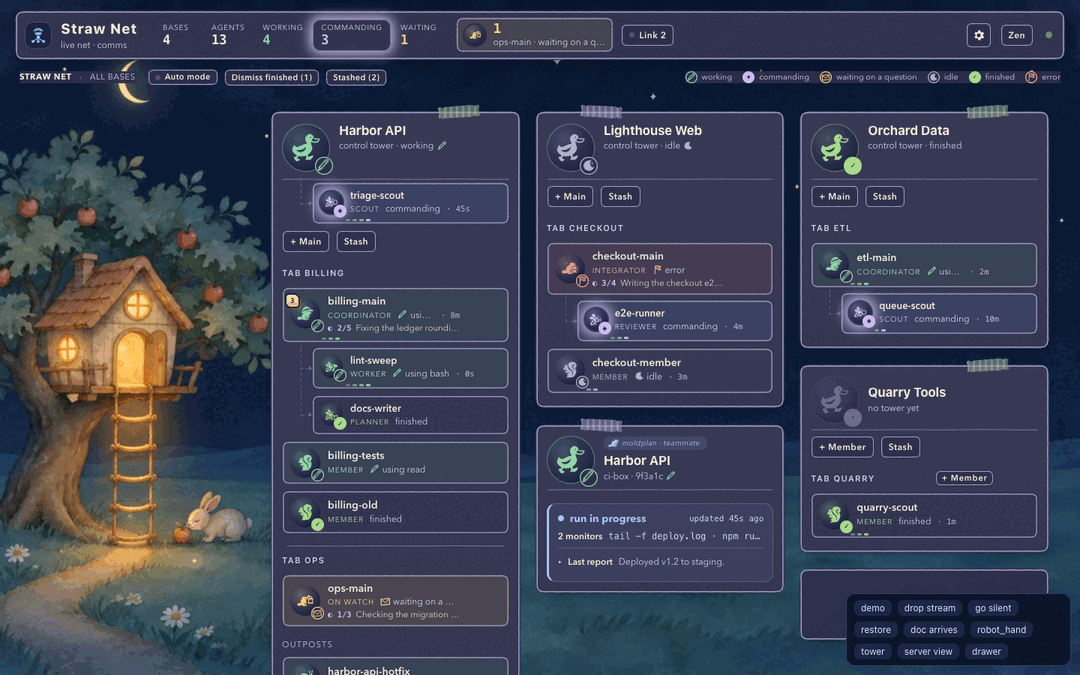 Straw Net
live net · comms
BASES
4
AGENTS
13
WORKING
4
COMMANDING
3
WAITING
1
1
ops-main · waiting on a q…
Link 2
Zen
STRAW NET · ALL BASES
Auto mode
Dismiss finished (1)
Stashed (2)
working
commanding
waiting on a question
idle
finished
error
Harbor API
control tower · working
triage-scout
SCOUT commanding · 45s
+ Main
Stash
TAB BILLING
3
billing-main
COORDINATOR usi… · 8m
2/5 Fixing the ledger roundi…
lint-sweep
WORKER using bash · 0s
docs-writer
PLANNER finished
billing-tests
MEMBER using read
billing-old
MEMBER finished
TAB OPS
ops-main
ON WATCH waiting on a …
1/3 Checking the migration …
OUTPOSTS
harbor-api-hotfix
Lighthouse Web
control tower · idle
+ Main
Stash
TAB CHECKOUT
checkout-main
INTEGRATOR error
3/4 Writing the checkout e2…
e2e-runner
REVIEWER commanding · 4m
checkout-member
MEMBER idle · 3m
moldplan · teammate
Harbor API
ci-box · 9f3a1c
run in progress
updated 45s ago
2 monitors tail -f deploy.log · npm ru…
· Last report Deployed v1.2 to staging.
Orchard Data
control tower · finished
+ Main
Stash
TAB ETL
etl-main
COORDINATOR usi… · 2m
queue-scout
SCOUT commanding · 10m
Quarry Tools
no tower yet
+ Member
Stash
TAB QUARRY
+ Member
quarry-scout
MEMBER finished · 1m
demo
drop stream
go silent
restore
doc arrives
robot_hand
tower
server view
drawer